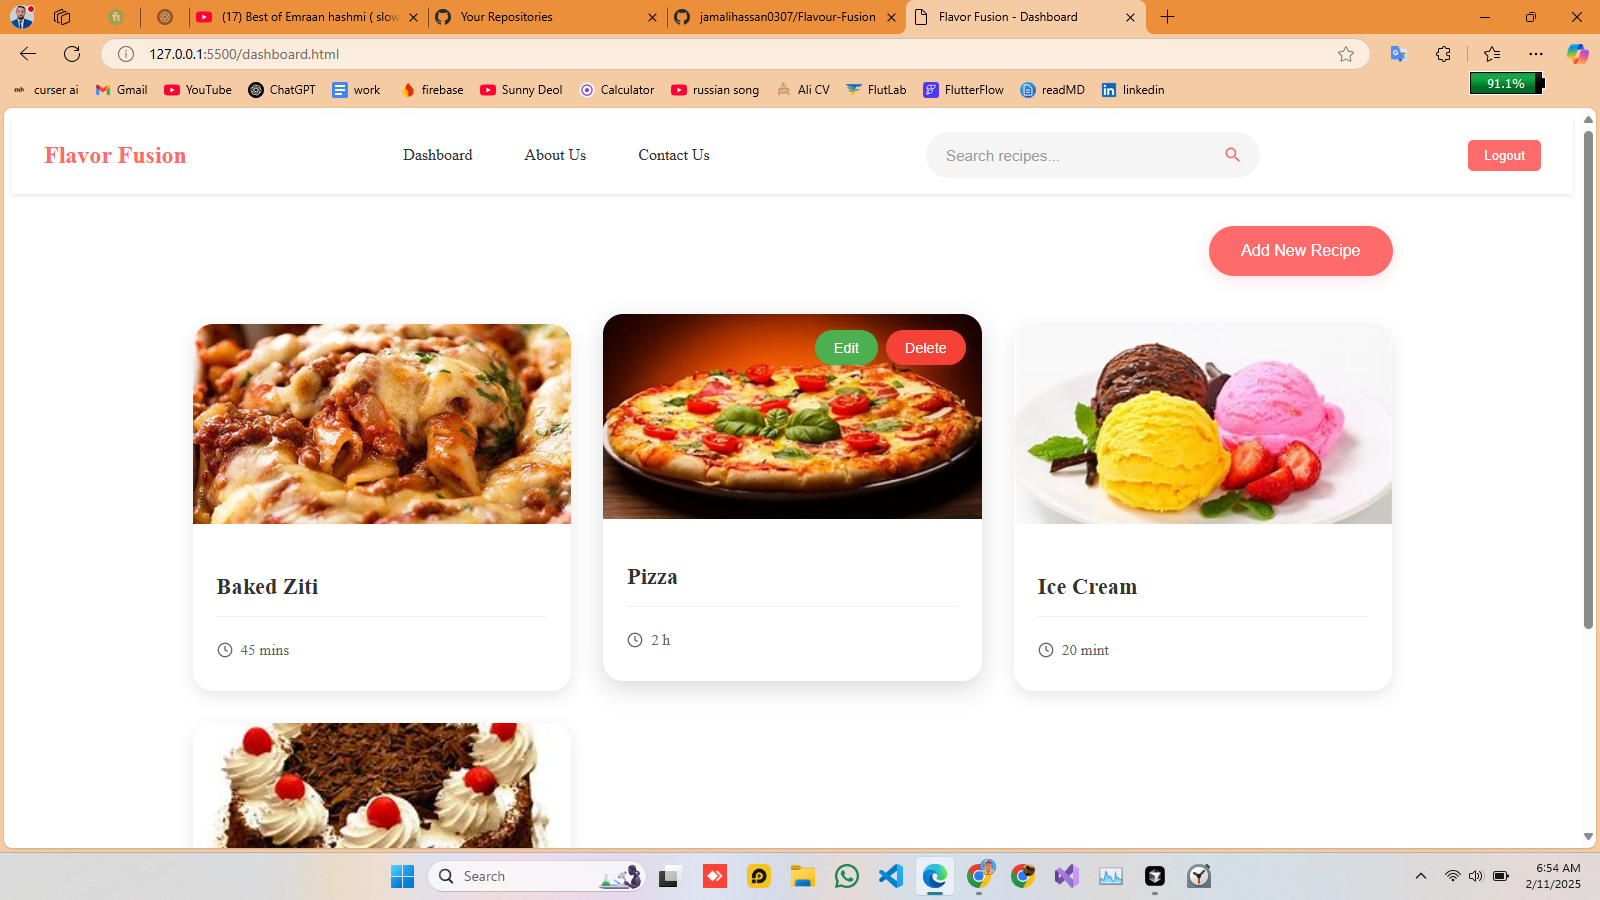 (17) Best of Emraan hashmi ( slow
Your Repositories
jamalihassan0307/Flavour-Fusion
Flavor Fusion - Dashboard
127.0.0.1:5500/dashboard.html
curser ai
Gmail
YouTube
ChatGPT
work
firebase
Sunny Deol
Calculator
russian song
Ali CV
FlutLab
FlutterFlow
readMD
linkedin
91.1%
Flavor Fusion
Dashboard
About Us
Contact Us
Search recipes...
Logout
Add New Recipe
Edit
Delete
Baked Ziti
45 mins
Pizza
2 h
Ice Cream
20 mint
Search
6:54 AM
2/11/2025